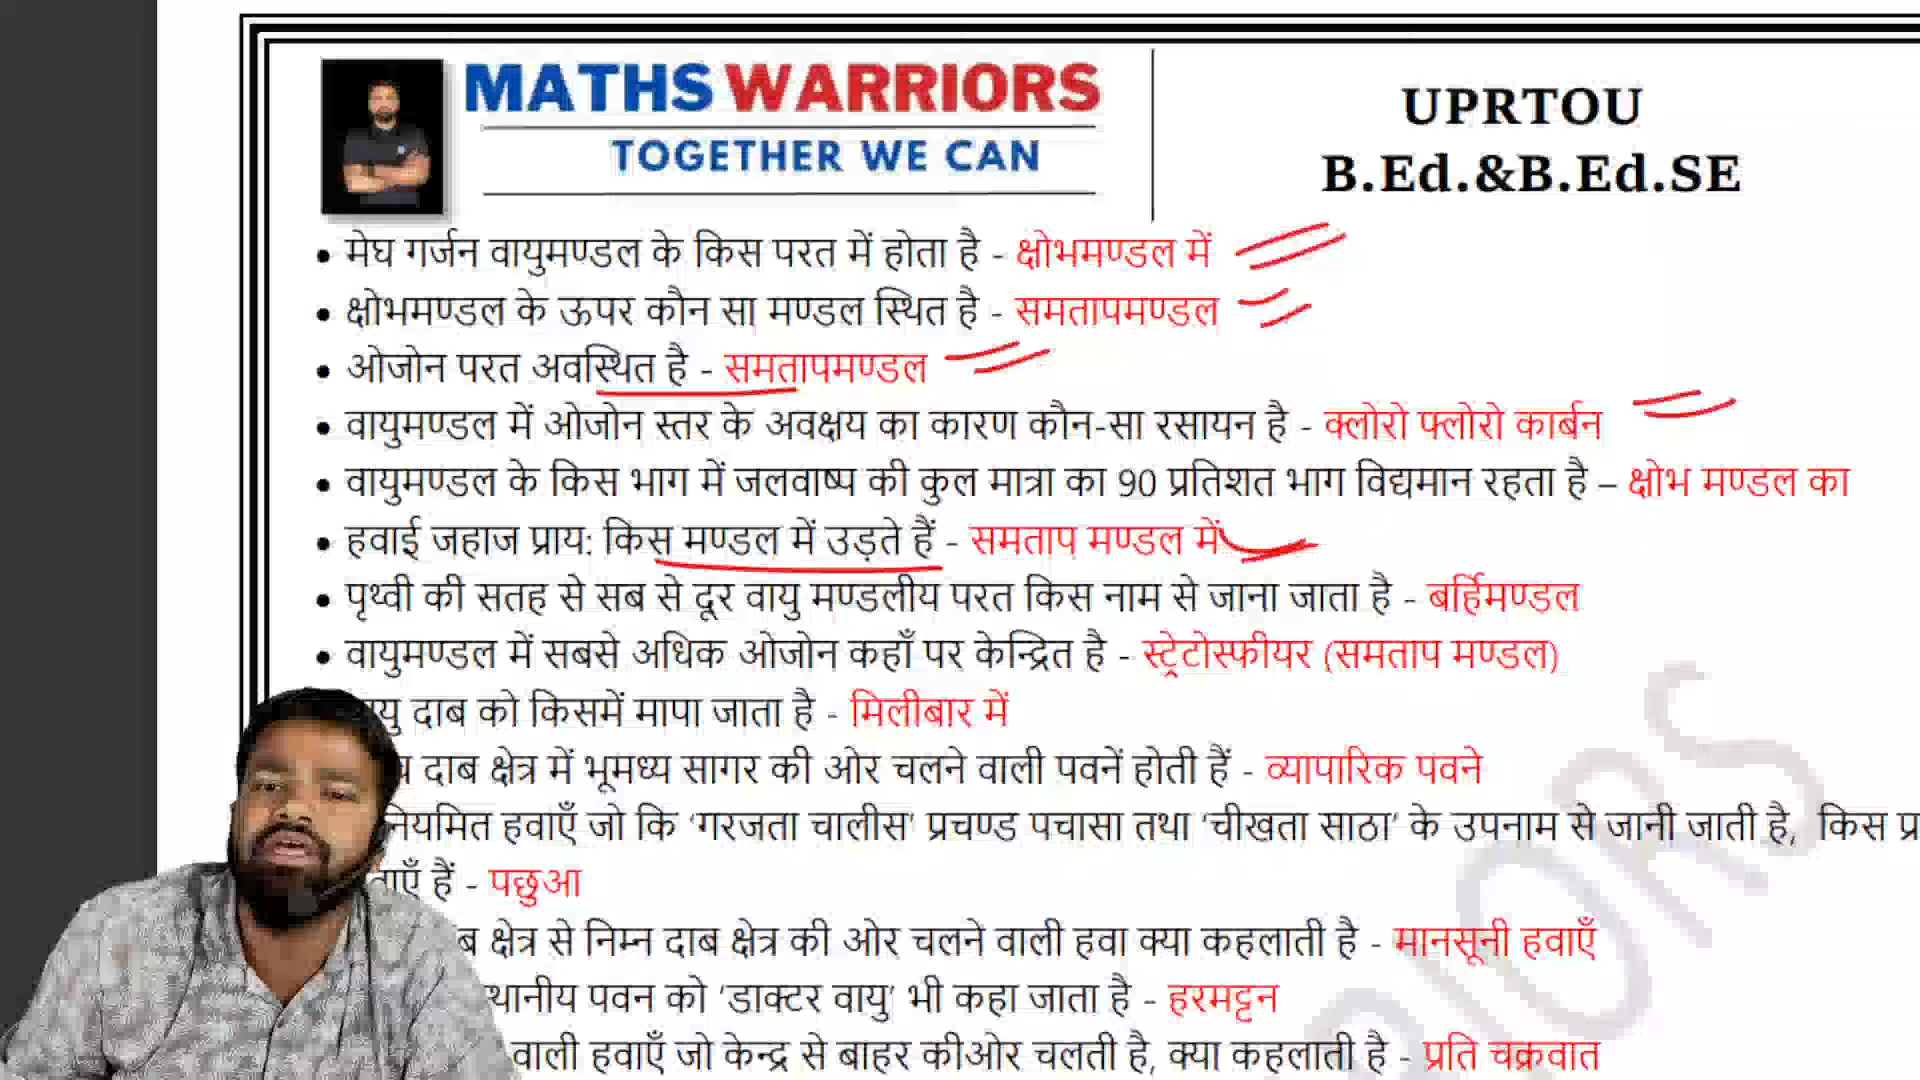 MATHS WARRIORS
TOGETHER WE CAN
UPRTOU
B.Ed.&B.Ed.SE
• मेघ गर्जन वायुमण्डल के किस परत में होता है - क्षोभमण्डल में
• क्षोभमण्डल के ऊपर कौन सा मण्डल स्थित है - समतापमण्डल
• ओजोन परत अवस्थित है - समतापमण्डल
• वायुमण्डल में ओजोन स्तर के अवक्षय का कारण कौन-सा रसायन है - क्लोरो फ्लोरो कार्बन
• वायुमण्डल के किस भाग में जलवाष्प की कुल मात्रा का 90 प्रतिशत भाग विद्यमान रहता है – क्षोभ मण्डल का
• हवाई जहाज प्राय: किस मण्डल में उड़ते हैं - समताप मण्डल में
• पृथ्वी की सतह से सब से दूर वायु मण्डलीय परत किस नाम से जाना जाता है - बर्हिमण्डल
• वायुमण्डल में सबसे अधिक ओजोन कहाँ पर केन्द्रित है - स्ट्रेटोस्फीयर (समताप मण्डल)
यु दाब को किसमें मापा जाता है - मिलीबार में
दाब क्षेत्र में भूमध्य सागर की ओर चलने वाली पवनें होती हैं - व्यापारिक पवने
नियमित हवाएँ जो कि ‘गरजता चालीस’ प्रचण्ड पचासा तथा ‘चीखता साठा’ के उपनाम से जानी जाती है, किस प्र
एँ हैं - पछुआ
ब क्षेत्र से निम्न दाब क्षेत्र की ओर चलने वाली हवा क्या कहलाती है - मानसूनी हवाएँ
थानीय पवन को ‘डाक्टर वायु’ भी कहा जाता है - हरमट्टन
वाली हवाएँ जो केन्द्र से बाहर कीओर चलती है, क्या कहलाती है - प्रति चक्रवात